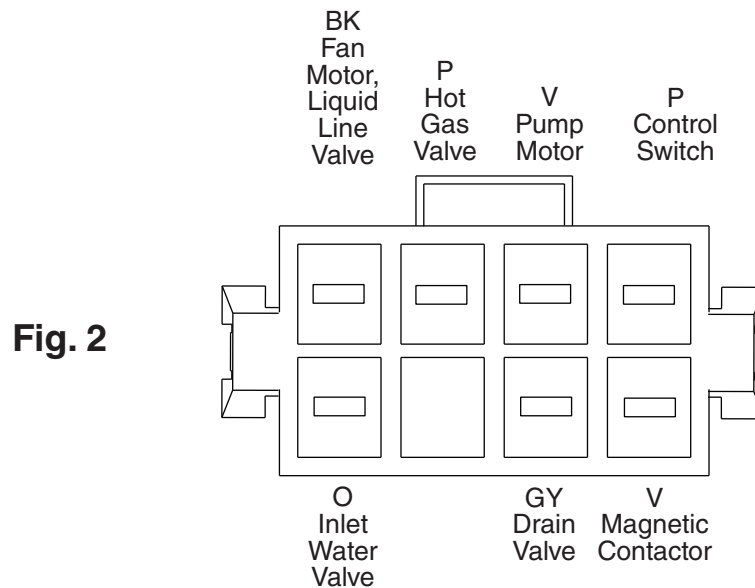 BK
Fan
Motor,
Liquid
Line
Valve
P
Hot
Gas
Valve
V
Pump
Motor
P
Control
Switch
Fig. 2
O
Inlet
Water
Valve
GY
Drain
Valve
V
Magnetic
Contactor